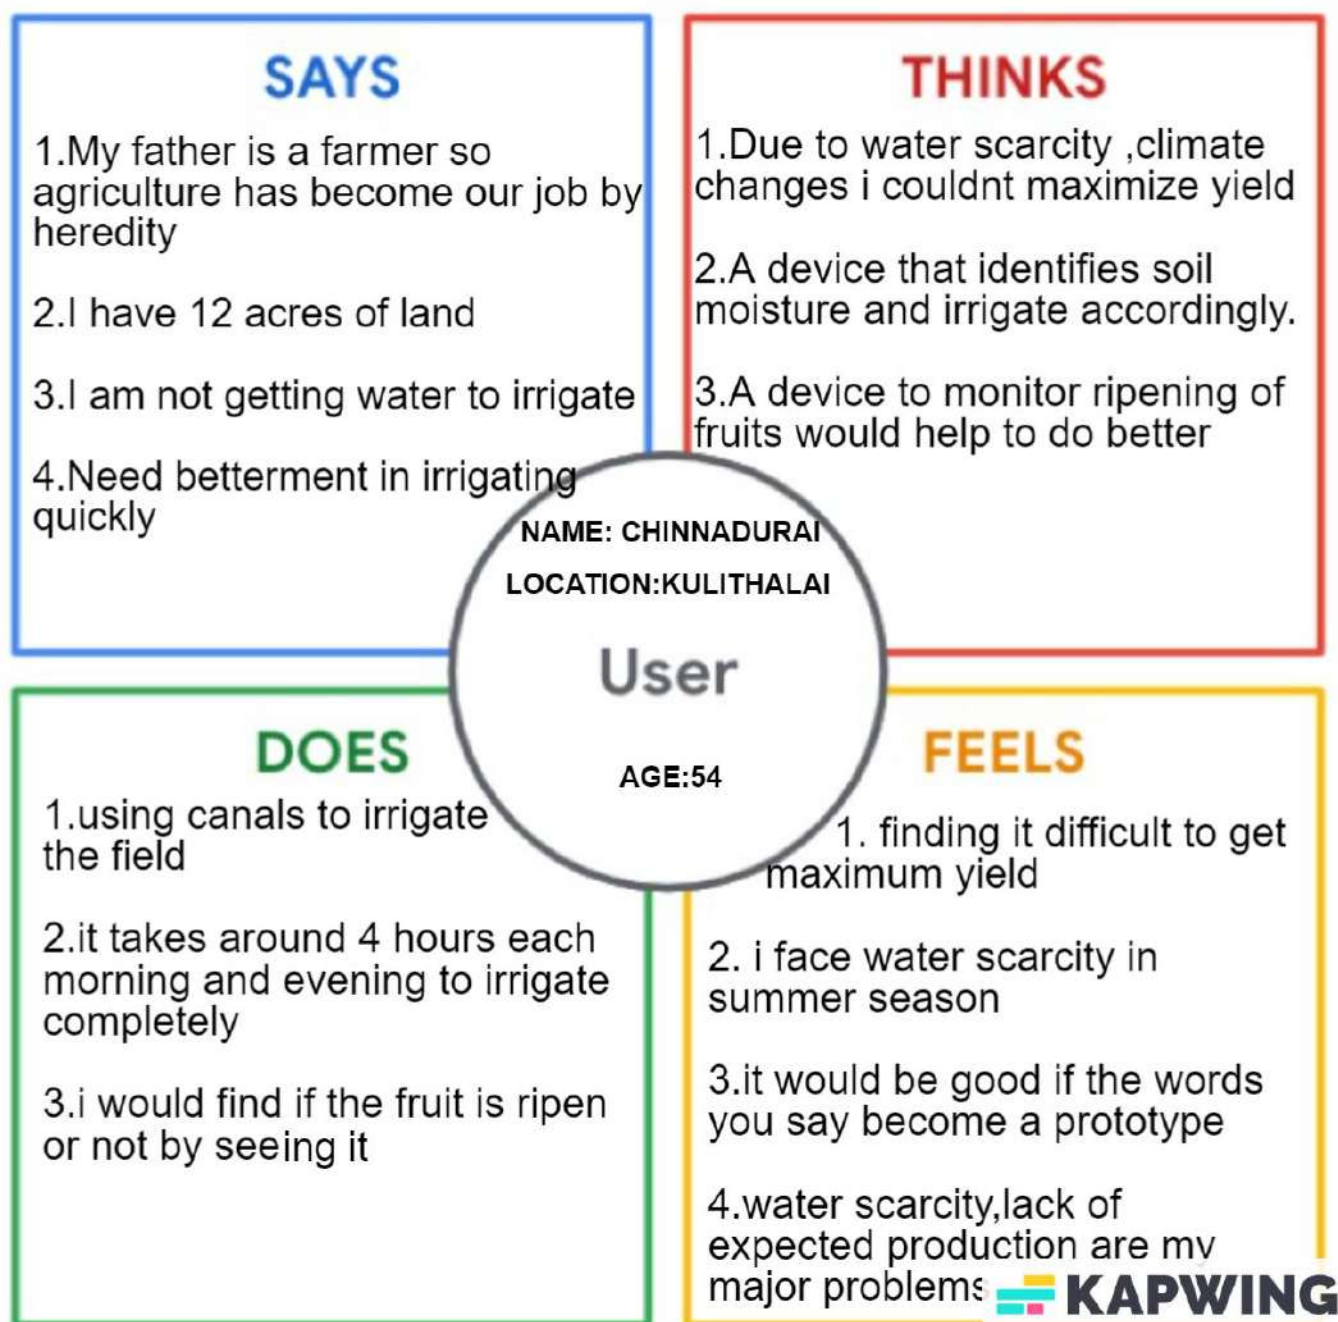 SAYS
1.My father is a farmer so
agriculture has become our job by
heredity
2.I have 12 acres of land
3.I am not getting water to irrigate
4.Need betterment in irrigating
quickly
THINKS
1.Due to water scarcity ,climate
changes i couldnt maximize yield
2.A device that identifies soil
moisture and irrigate accordingly.
3.A device to monitor ripening of
fruits would help to do better
NAME: CHINNADURAI
LOCATION:KULITHALAI
User
AGE:54
DOES
1.using canals to irrigate
the field
2.it takes around 4 hours each
morning and evening to irrigate
completely
3.i would find if the fruit is ripen
or not by seeing it
FEELS
1. finding it difficult to get
maximum yield
2. i face water scarcity in
summer season
3.it would be good if the words
you say become a prototype
4.water scarcity,lack of
expected production are my
major problems
KAPWING